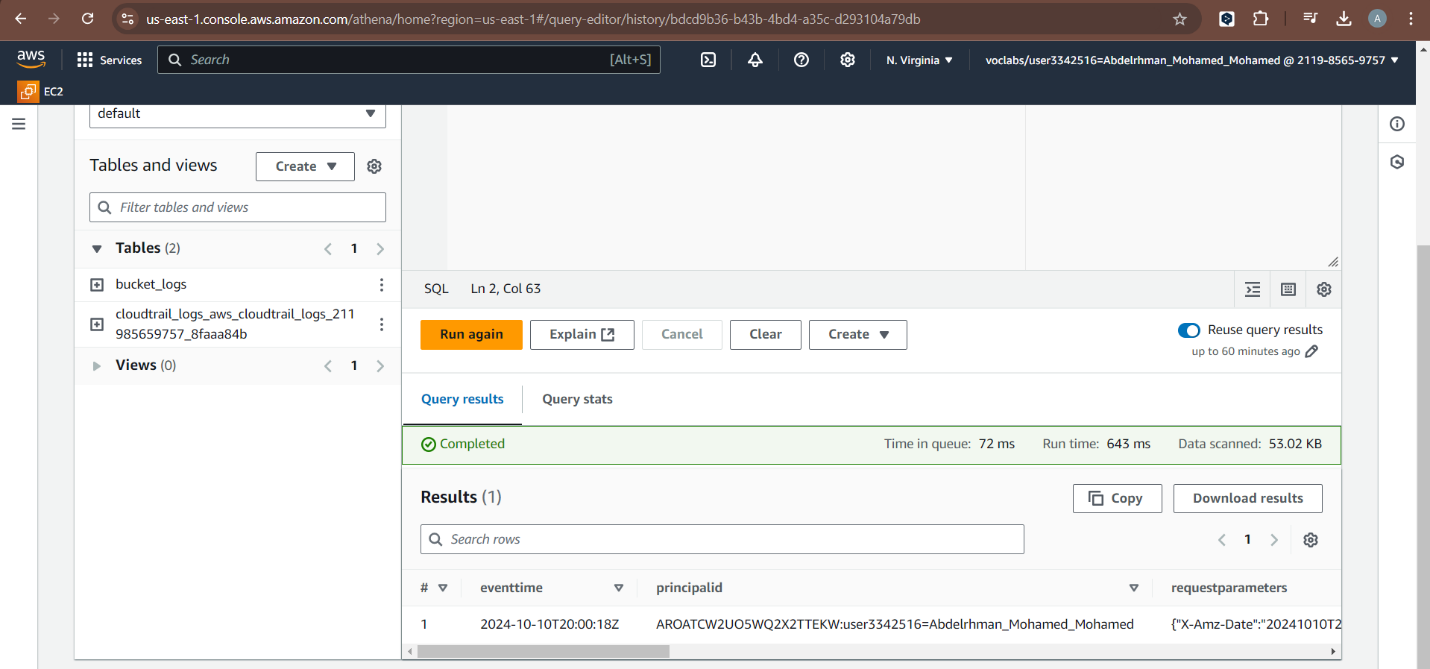 us-east-1.console.aws.amazon.com/athena/home?region=us-east-1#/query-editor/history/bdcd9b36-b43b-4bd4-a35c-d293104a79db
A
aws
Services
Search
[Alt+S]
N. Virginia
voclabs/user3342516=Abdelrhman_Mohamed_Mohamed @ 2119-8565-9757
EC2
default
Tables and views
Create
Filter tables and views
Tables (2)
1
bucket_logs
cloudtrail_logs_aws_cloudtrail_logs_211
985659757_8faaa84b
Views (0)
1
SQL
Ln 2, Col 63
Run again
Explain
Cancel
Clear
Create
Reuse query results
up to 60 minutes ago
Query results
Query stats
Completed
Time in queue: 72 ms
Run time: 643 ms
Data scanned: 53.02 KB
Results (1)
Copy
Download results
Search rows
1
# eventtime principalid requestparameters
1 2024-10-10T20:00:18Z AROATCW2UO5WQ2X2TTEKW:user3342516=Abdelrhman_Mohamed_Mohamed {"X-Amz-Date":"20241010T2